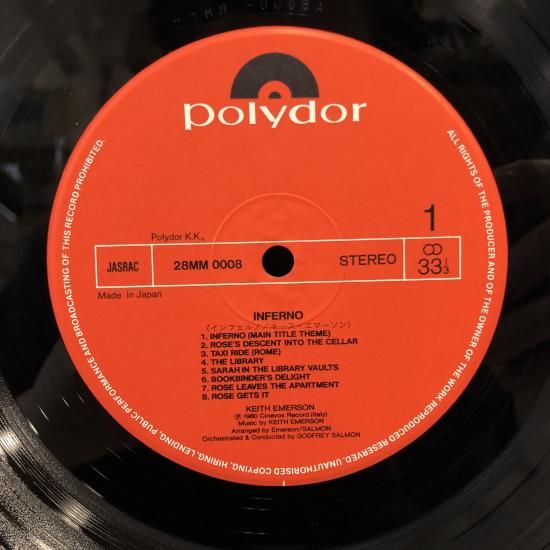 28MM-0008A
polydor
1
Polydor K.K.,
JASRAC
28MM 0008
STEREO
33 1/3
Made in Japan
INFERNO
(インフェルノ/キース・エマーソン)
1. INFERNO (MAIN TITLE THEME)
2. ROSE'S DESCENT INTO THE CELLAR
3. TAXI RIDE (ROME)
4. THE LIBRARY
5. SARAH IN THE LIBRARY VAULTS
6. BOOKBINDER'S DELIGHT
7. ROSE LEAVES THE APARTMENT
8. ROSE GETS IT
KEITH EMERSON
℗ 1980 Cinevox Record (Italy)
Music by KEITH EMERSON
Arranged by Emerson/SALMON
Orchestrated & Conducted by GODFREY SALMON
ALL RIGHTS OF THE PRODUCER AND OF THE OWNER OF THE WORK REPRODUCED RESERVED. UNAUTHORISED COPYING, HIRING, LENDING, PUBLIC PERFORMANCE AND BROADCASTING OF THIS RECORD PROHIBITED.